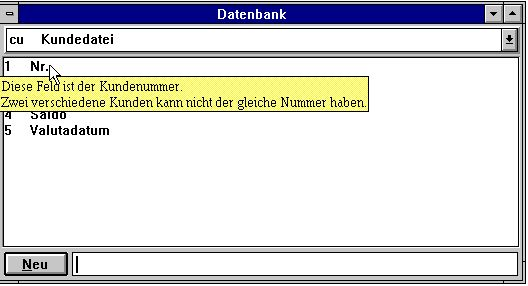 Datenbank
cu Kundedatei
1 Nr.
Diese Feld ist der Kundenummer.
Zwei verschiedene Kunden kann nicht der gleiche Nummer haben.
4 Saldo
5 Valutadatum
Neu